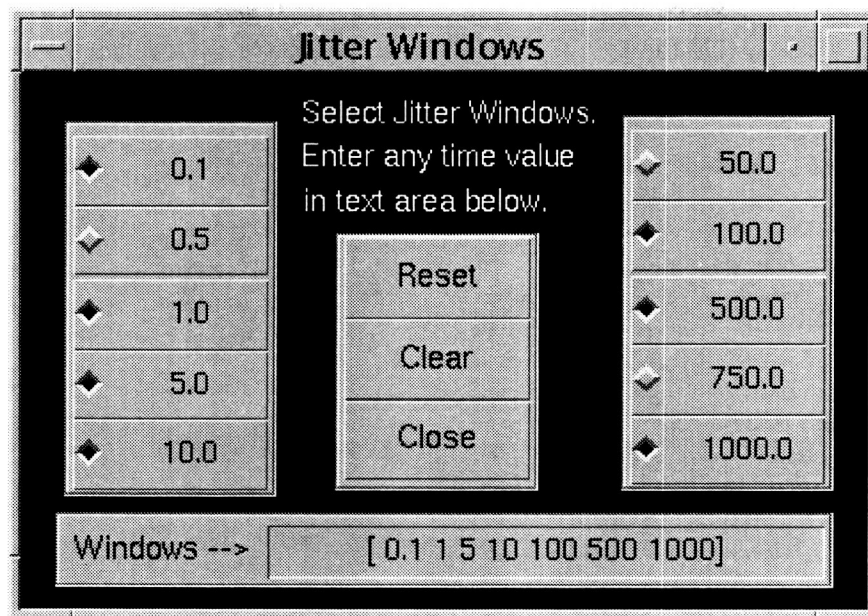 Jitter Windows
Select Jitter Windows.
Enter any time value
in text area below.
0.1
0.5
1.0
5.0
10.0
Reset
Clear
Close
50.0
100.0
500.0
750.0
1000.0
Windows --> [ 0.1 1 5 10 100 500 1000]